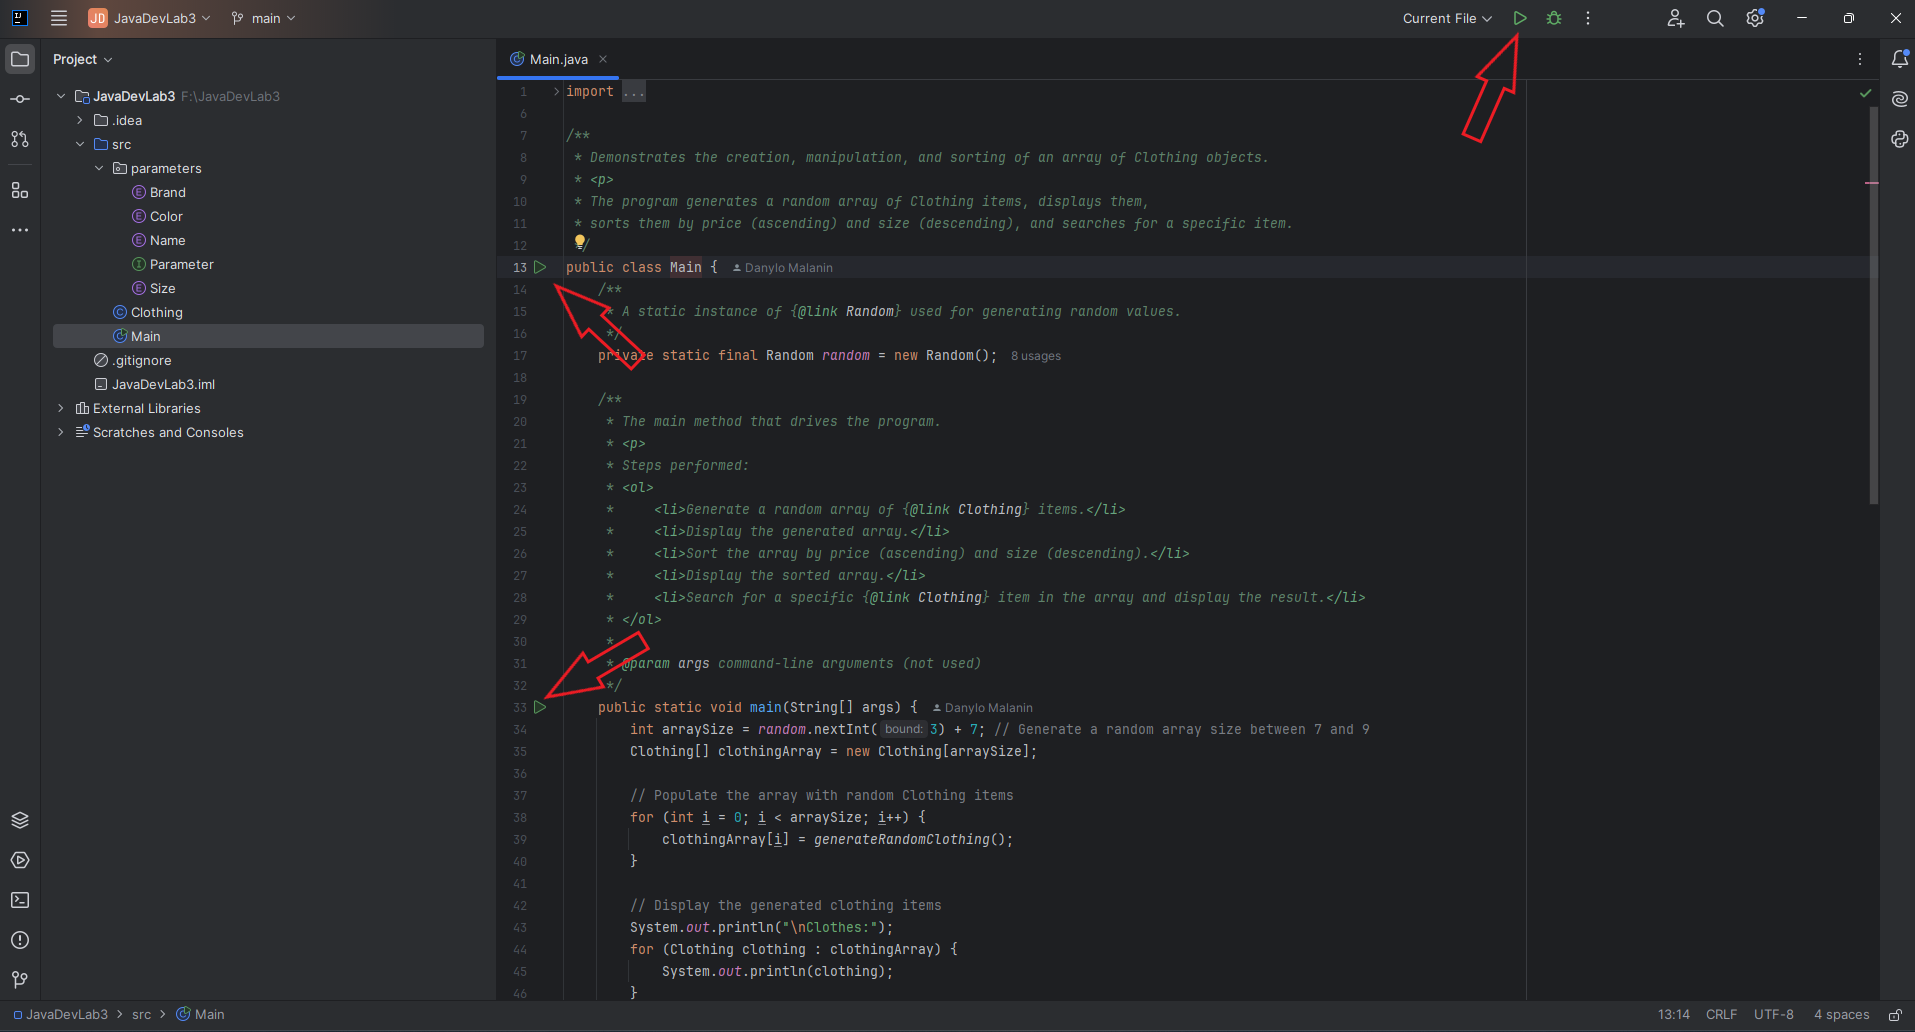 JD JavaDevLab3 main Current File
Project
JavaDevLab3 F:\JavaDevLab3
.idea
src
parameters
Brand
Color
Name
Parameter
Size
Clothing
Main
.gitignore
JavaDevLab3.iml
External Libraries
Scratches and Consoles
Main.java
1 import ...
6
7 /**
8 * Demonstrates the creation, manipulation, and sorting of an array of Clothing objects.
9 * <p>
10 * The program generates a random array of Clothing items, displays them,
11 * sorts them by price (ascending) and size (descending), and searches for a specific item.
12 */
13 public class Main { Danylo Malanin
14 /**
15 * A static instance of {@link Random} used for generating random values.
16 */
17 private static final Random random = new Random(); 8 usages
18
19 /**
20 * The main method that drives the program.
21 * <p>
22 * Steps performed:
23 * <ol>
24 * <li>Generate a random array of {@link Clothing} items.</li>
25 * <li>Display the generated array.</li>
26 * <li>Sort the array by price (ascending) and size (descending).</li>
27 * <li>Display the sorted array.</li>
28 * <li>Search for a specific {@link Clothing} item in the array and display the result.</li>
29 * </ol>
30 *
31 * @param args command-line arguments (not used)
32 */
33 public static void main(String[] args) { Danylo Malanin
34 int arraySize = random.nextInt( bound: 3) + 7; // Generate a random array size between 7 and 9
35 Clothing[] clothingArray = new Clothing[arraySize];
36
37 // Populate the array with random Clothing items
38 for (int i = 0; i < arraySize; i++) {
39 clothingArray[i] = generateRandomClothing();
40 }
41
42 // Display the generated clothing items
43 System.out.println("\nClothes:");
44 for (Clothing clothing : clothingArray) {
45 System.out.println(clothing);
46 }
JavaDevLab3 > src > Main 13:14 CRLF UTF-8 4 spaces